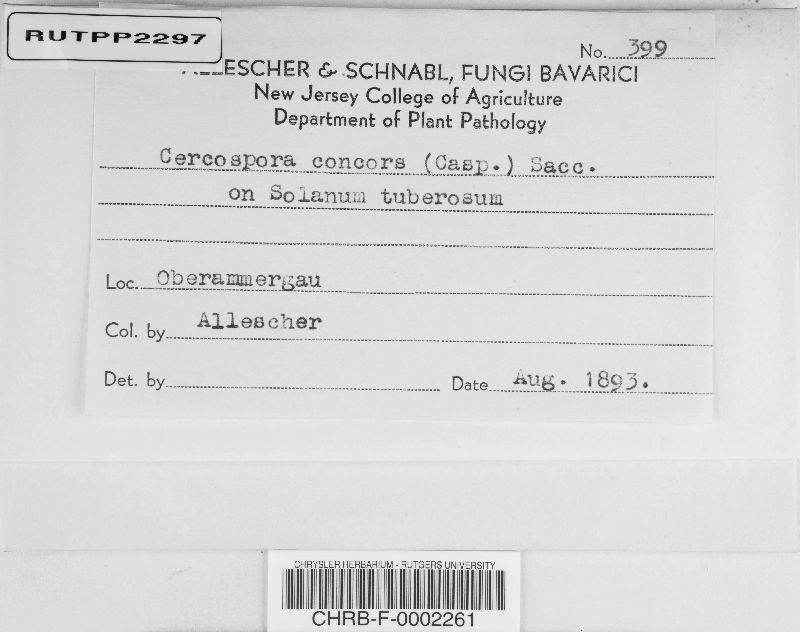 RUTPP2297
No. 399
ALLESCHER & SCHNABL, FUNGI BAVARICI
New Jersey College of Agriculture
Department of Plant Pathology
Cercospora concors (Casp.) Sacc.
on Solanum tuberosum
Loc. Oberammergau
Col. by Allescher
Det. by
Date Aug. 1893.
CHRYSLER HERBARIUM - RUTGERS UNIVERSITY
CHRB-F-0002261